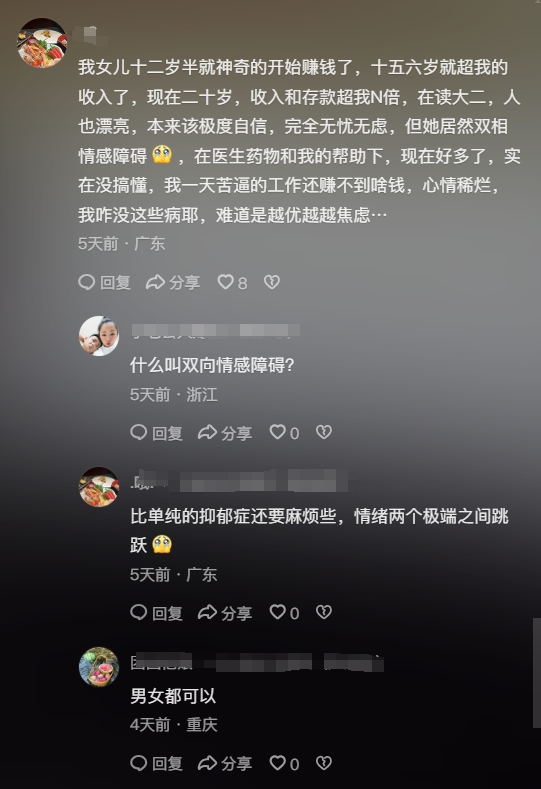 我女儿十二岁半就神奇的开始赚钱了，十五六岁就超我的
收入了，现在二十岁，收入和存款超我N倍，在读大二，人
也漂亮，本来该极度自信，完全无忧无虑，但她居然双相
情感障碍🥹，在医生药物和我的帮助下，现在好多了，实
在没搞懂，我一天苦逼的工作还赚不到啥钱，心情稀烂，
我咋没这些病耶，难道是越优越越焦虑…
5天前 · 广东
回复 分享 8
什么叫双向情感障碍？
5天前 · 浙江
回复 分享 0
比单纯的抑郁症还要麻烦些，情绪两个极端之间跳
跃🥹
5天前 · 广东
回复 分享 0
男女都可以
4天前 · 重庆
回复 分享 0